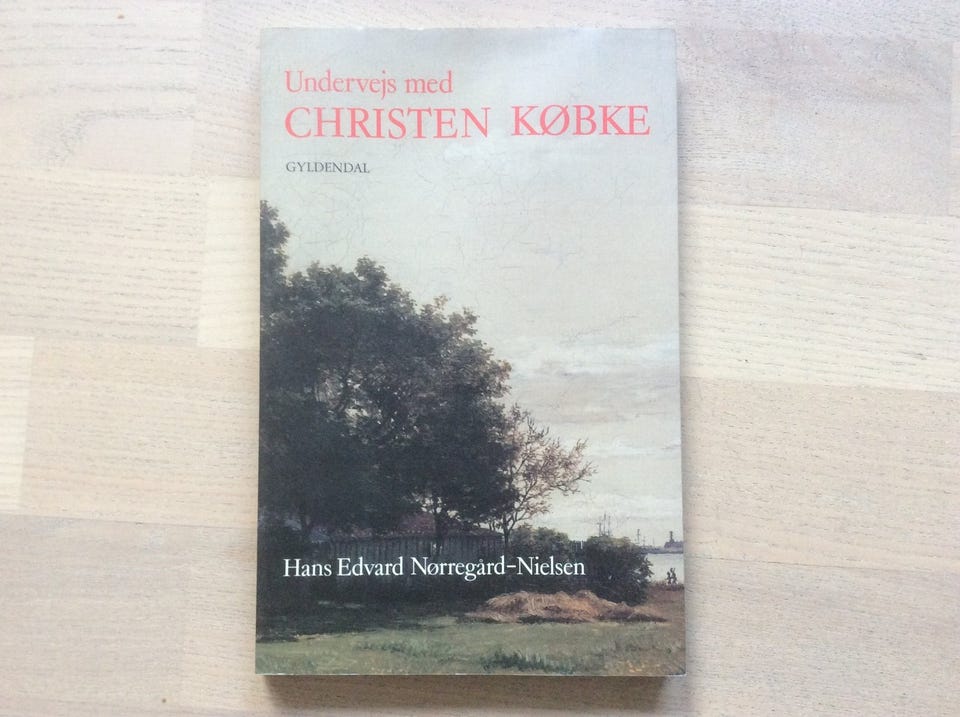 Undervejs med
CHRISTEN KØBKE
GYLDENDAL
Hans Edvard Nørregård-Nielsen